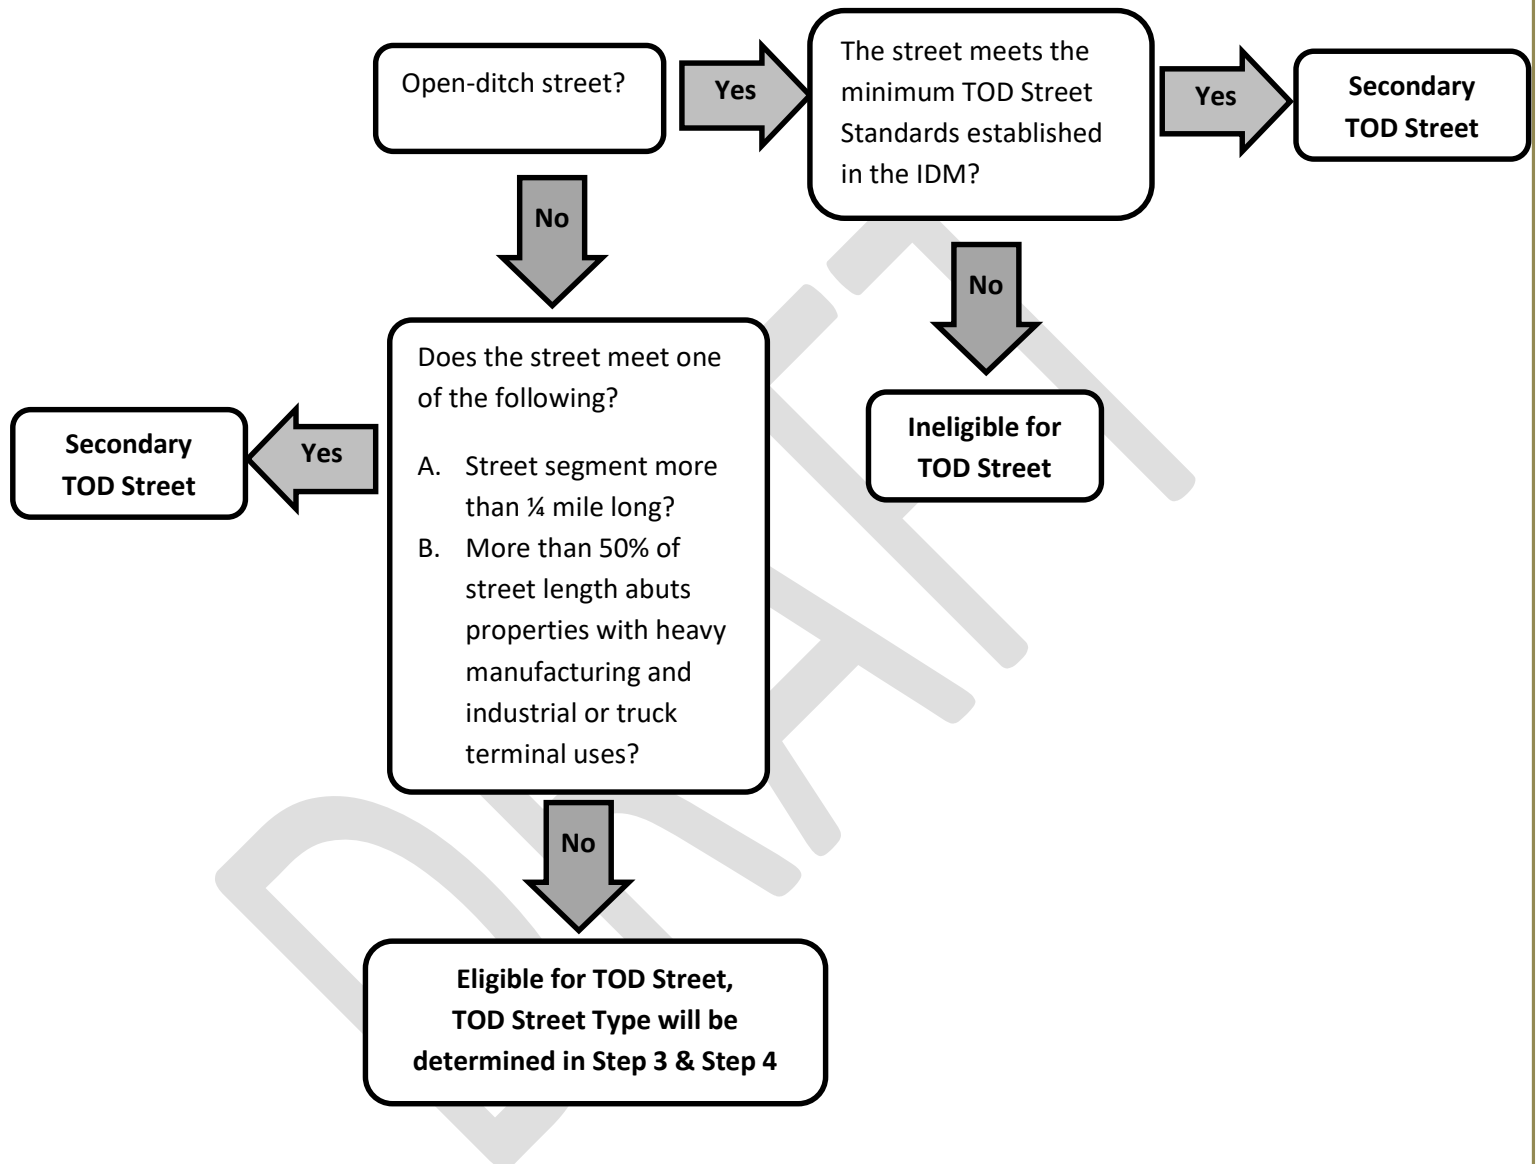 Open-ditch street?
Yes
The street meets the
minimum TOD Street
Standards established
in the IDM?
Yes
Secondary
TOD Street
No
No
Ineligible for
TOD Street
Does the street meet one
of the following?
A. Street segment more
than ¼ mile long?
B. More than 50% of
street length abuts
properties with heavy
manufacturing and
industrial or truck
terminal uses?
Yes
Secondary
TOD Street
No
Eligible for TOD Street,
TOD Street Type will be
determined in Step 3 & Step 4
DRAFT